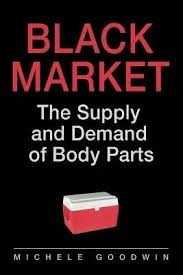 BLACK
MARKET
The Supply
and Demand
of Body Parts
MICHELE GOODWIN